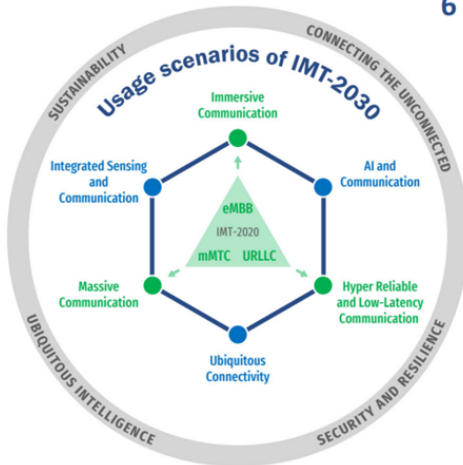 6
SUSTAINABILITY
CONNECTING THE UNCONNECTED
Usage scenarios of IMT-2030
Immersive
Communication
Integrated Sensing
and
Communication
AI and
Communication
eMBB
IMT-2020
mMTC URLLC
Massive
Communication
Hyper Reliable
and Low-Latency
Communication
Ubiquitous
Connectivity
UBIQUITOUS INTELLIGENCE
SECURITY AND RESILIENCE